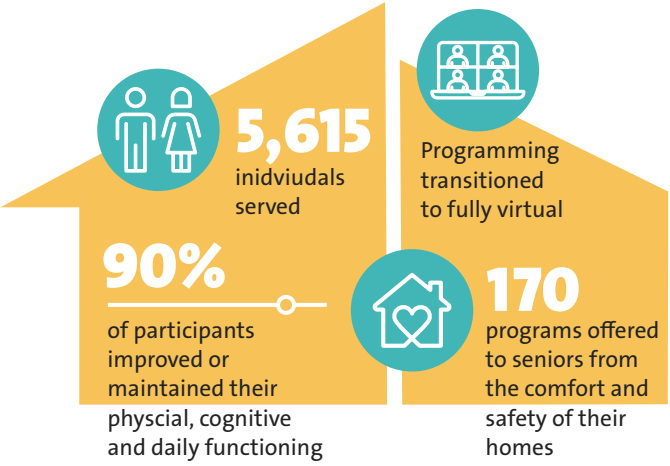 5,615
inidviudals
served
90%
of participants
improved or
maintained their
physcial, cognitive
and daily functioning
Programming
transitioned
to fully virtual
170
programs offered
to seniors from
the comfort and
safety of their
homes